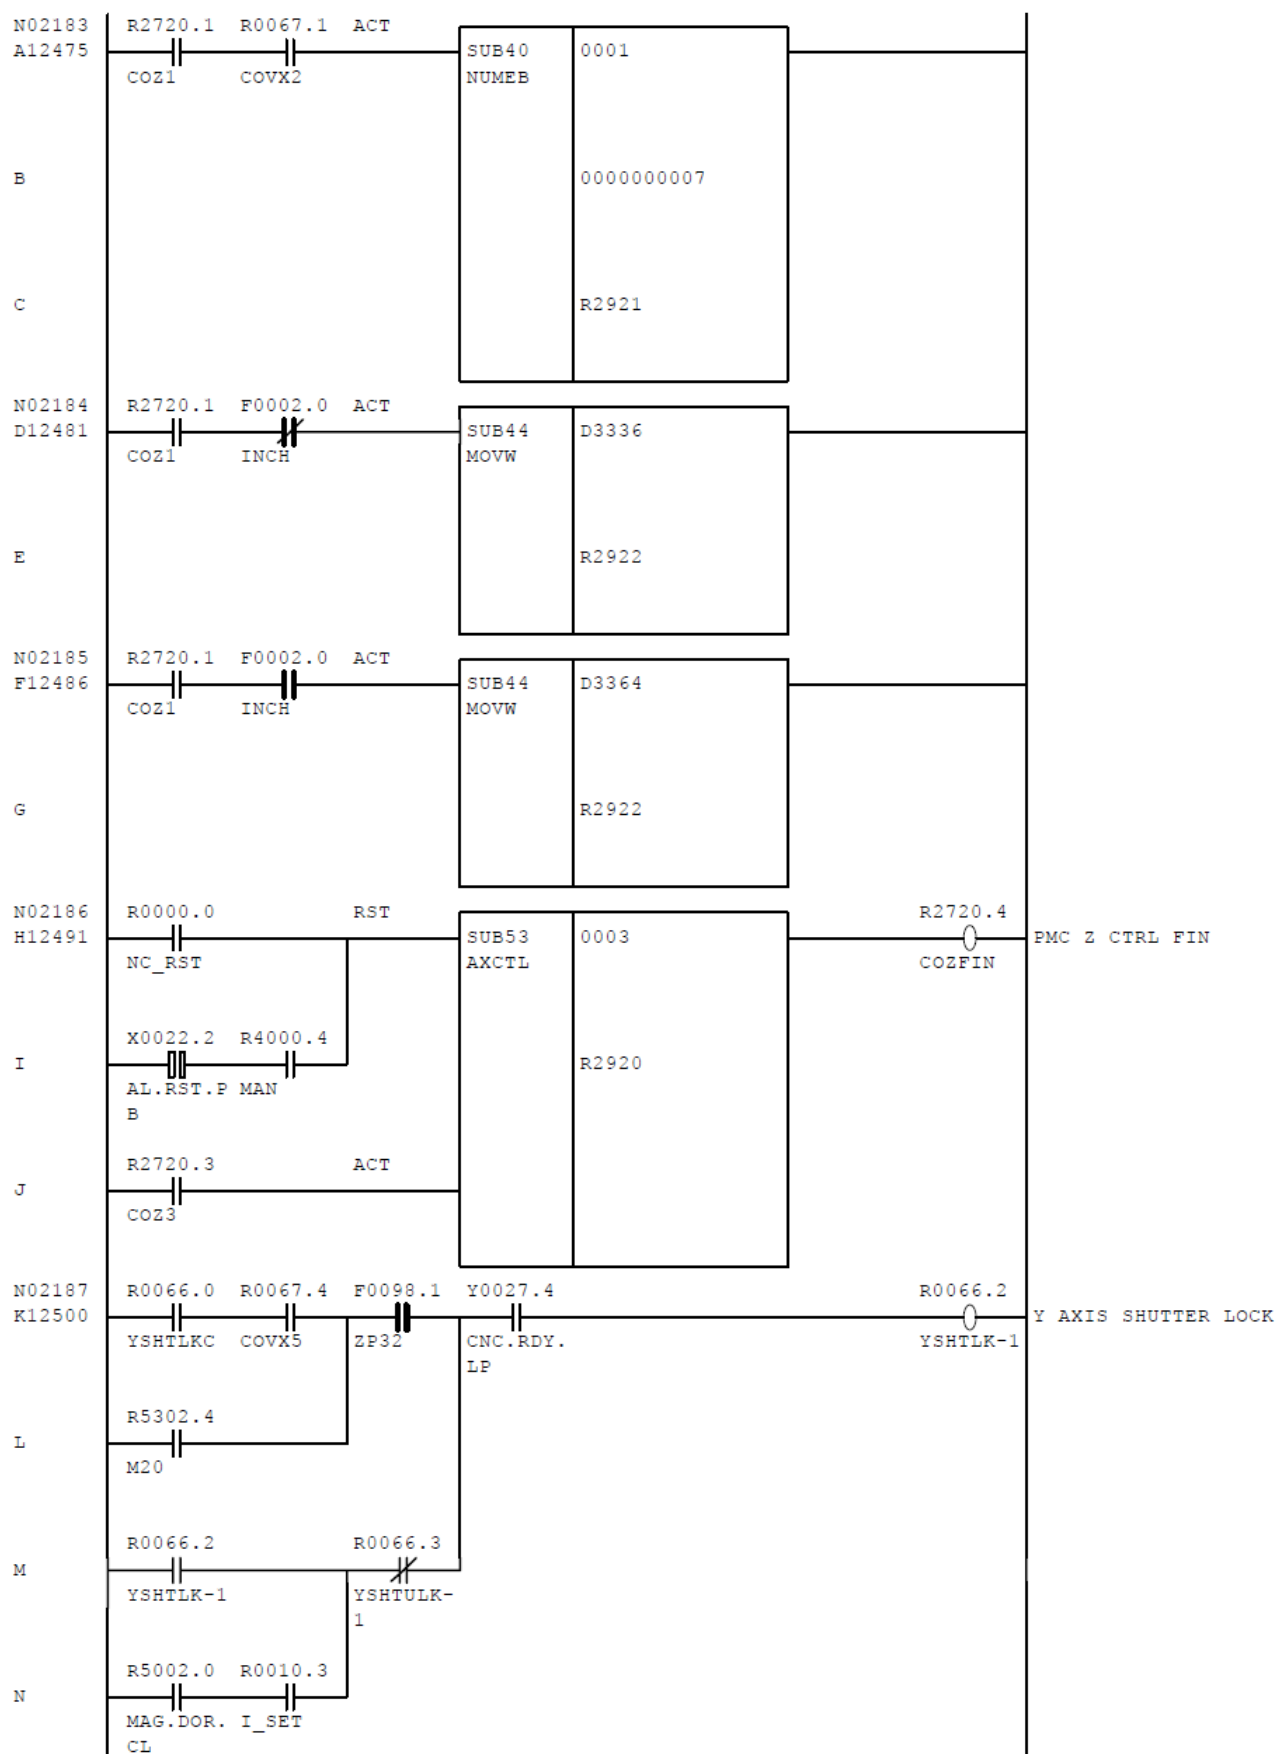 N02183 R2720.1 R0067.1 ACT
A12475 SUB40 0001
COZ1 COVX2 NUMEB
B 0000000007
C R2921
N02184 R2720.1 F0002.0 ACT
D12481 SUB44 D3336
COZ1 INCH MOVW
E R2922
N02185 R2720.1 F0002.0 ACT
F12486 SUB44 D3364
COZ1 INCH MOVW
G R2922
N02186 R0000.0 RST R2720.4
H12491 SUB53 0003 PMC Z CTRL FIN
NC_RST AXCTL COZFIN
X0022.2 R4000.4
I R2920
AL.RST.P MAN
B
R2720.3 ACT
J
COZ3
N02187 R0066.0 R0067.4 F0098.1 Y0027.4 R0066.2
K12500 Y AXIS SHUTTER LOCK
YSHTLKC COVX5 ZP32 CNC.RDY. YSHTLK-1
LP
R5302.4
L
M20
R0066.2 R0066.3
M
YSHTLK-1 YSHTULK-
1
R5002.0 R0010.3
N
MAG.DOR. I_SET
CL